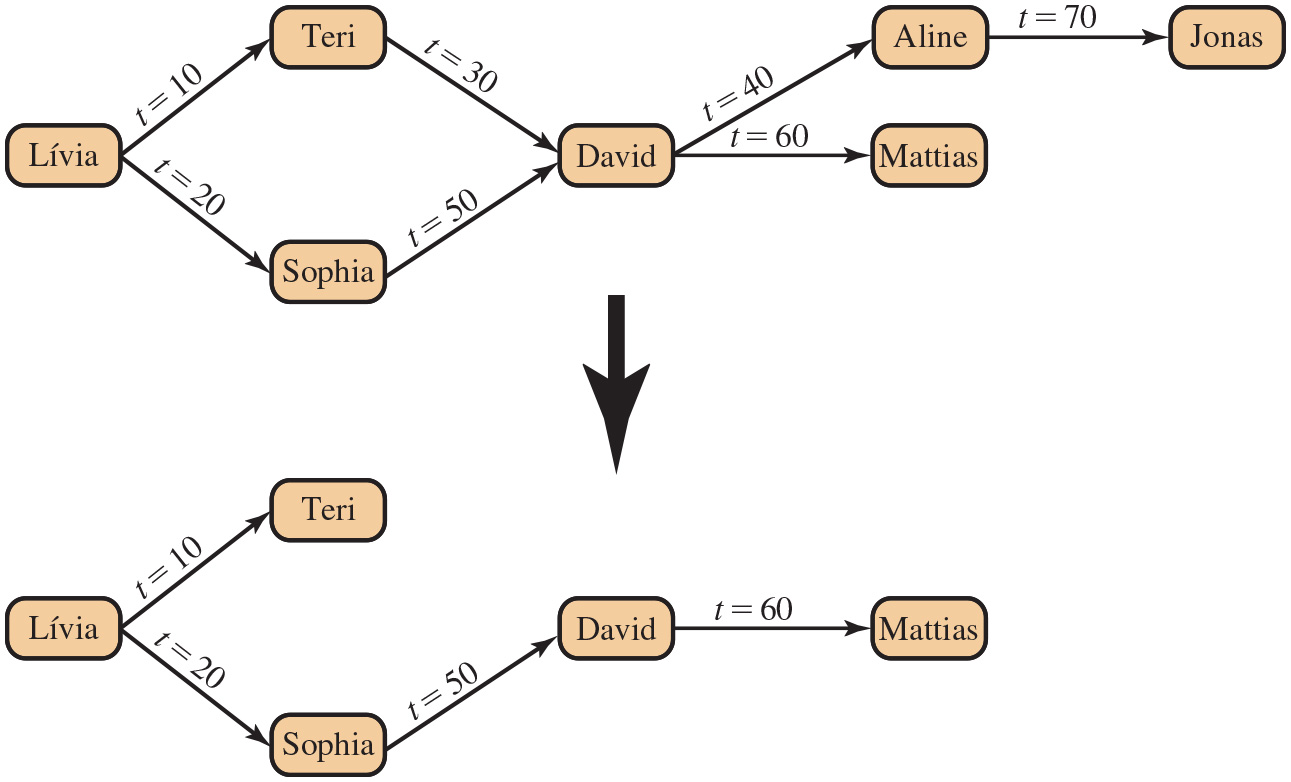 Teri
Aline
t = 70
Jonas
t = 10
t = 30
t = 40
Lívia
David
t = 60
Mattias
t = 20
t = 50
Sophia
Teri
t = 10
Lívia
David
t = 60
Mattias
t = 20
t = 50
Sophia